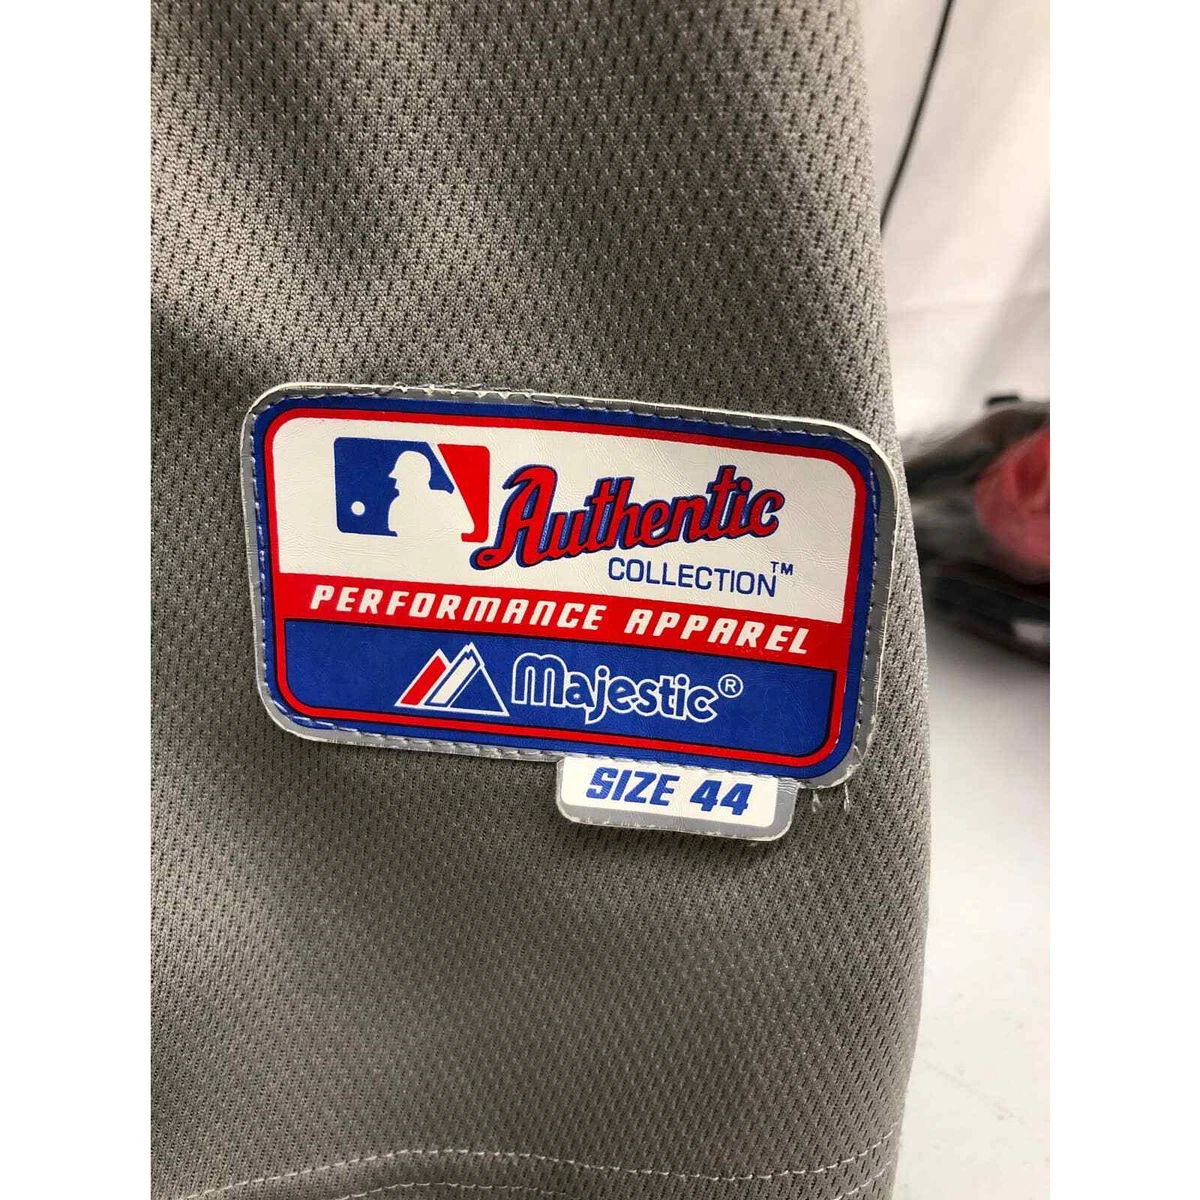 Authentic
COLLECTION™
PERFORMANCE APPAREL
Majestic®
SIZE 44